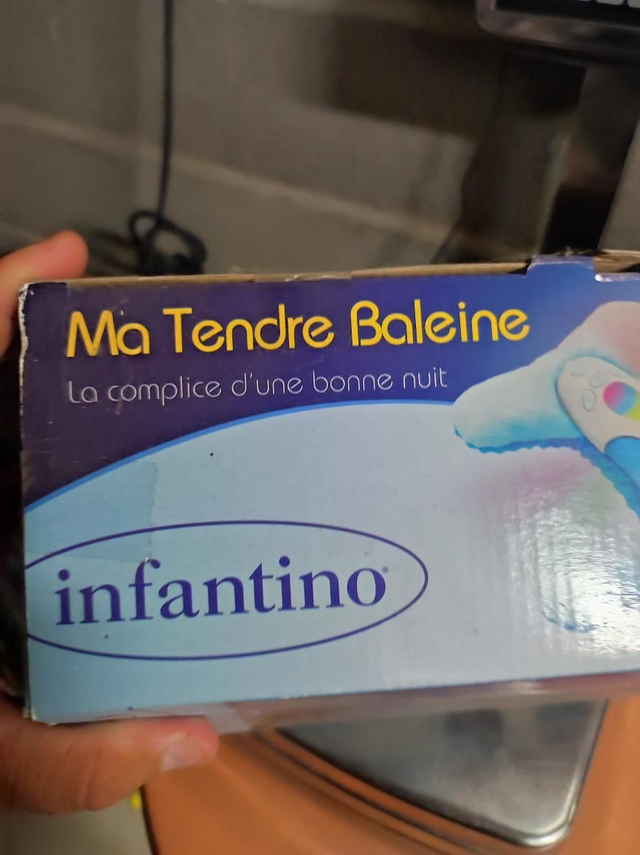 Ma Tendre Baleine
La complice d'une bonne nuit
infantino